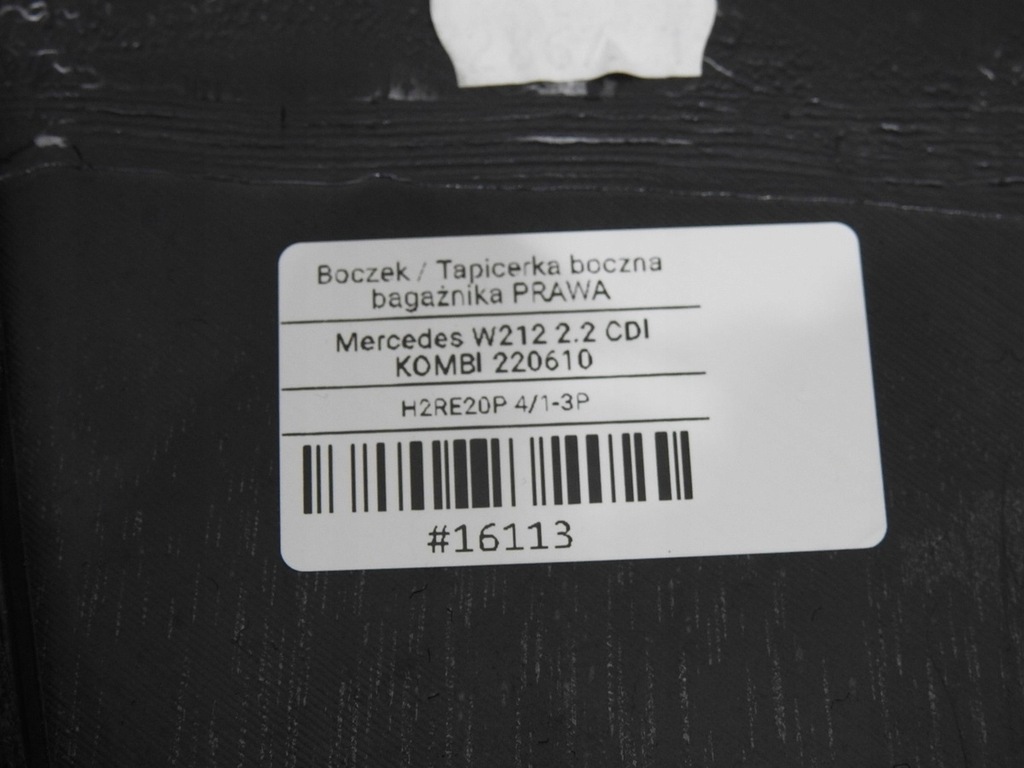 Boczek / Tapicerka boczna
bagażnika PRAWA
Mercedes W212 2.2 CDI
KOMBI 220610
H2RE20P 4/1-3P
#16113